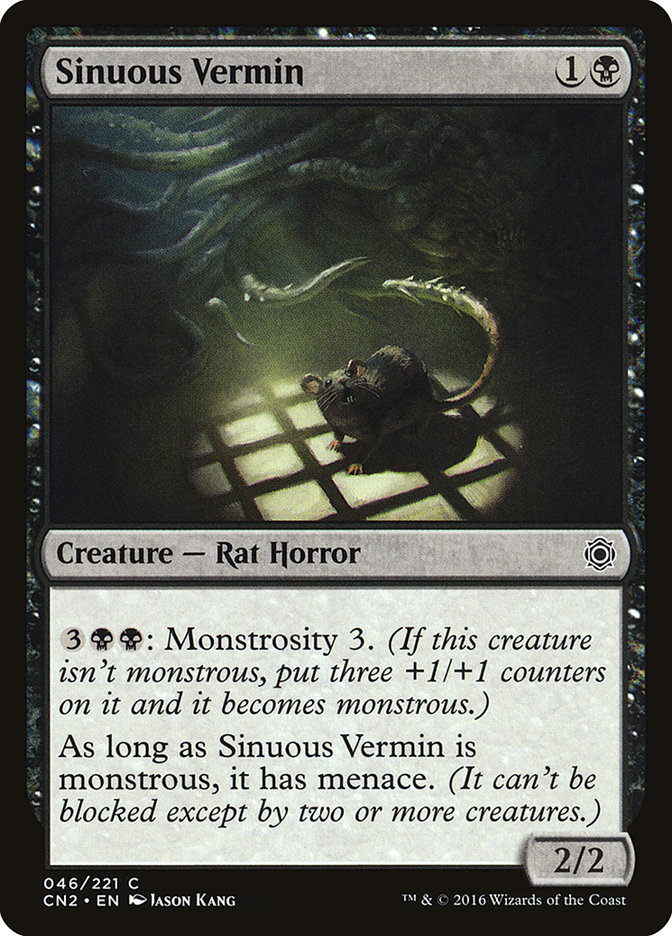 Sinuous Vermin 1
Creature — Rat Horror
3: Monstrosity 3. (If this creature
isn't monstrous, put three +1/+1 counters
on it and it becomes monstrous.)
As long as Sinuous Vermin is
monstrous, it has menace. (It can't be
blocked except by two or more creatures.)
2/2
046/221 C
CN2 • EN Jason Kang
™ & © 2016 Wizards of the Coast